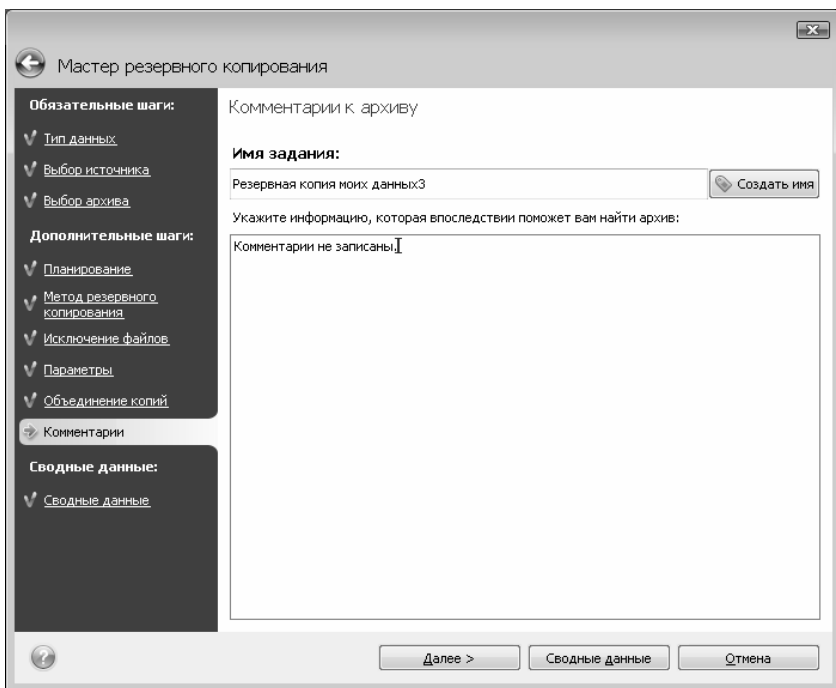 Мастер резервного копирования
Обязательные шаги:
Тип данных
Выбор источника
Выбор архива
Дополнительные шаги:
Планирование
Метод резервного
копирования
Исключение файлов
Параметры
Объединение копий
Комментарии
Сводные данные:
Сводные данные
Комментарии к архиву
Имя задания:
Резервная копия моих данных3
Создать имя
Укажите информацию, которая впоследствии поможет вам найти архив:
Комментарии не записаны.
Далее >
Сводные данные
Отмена